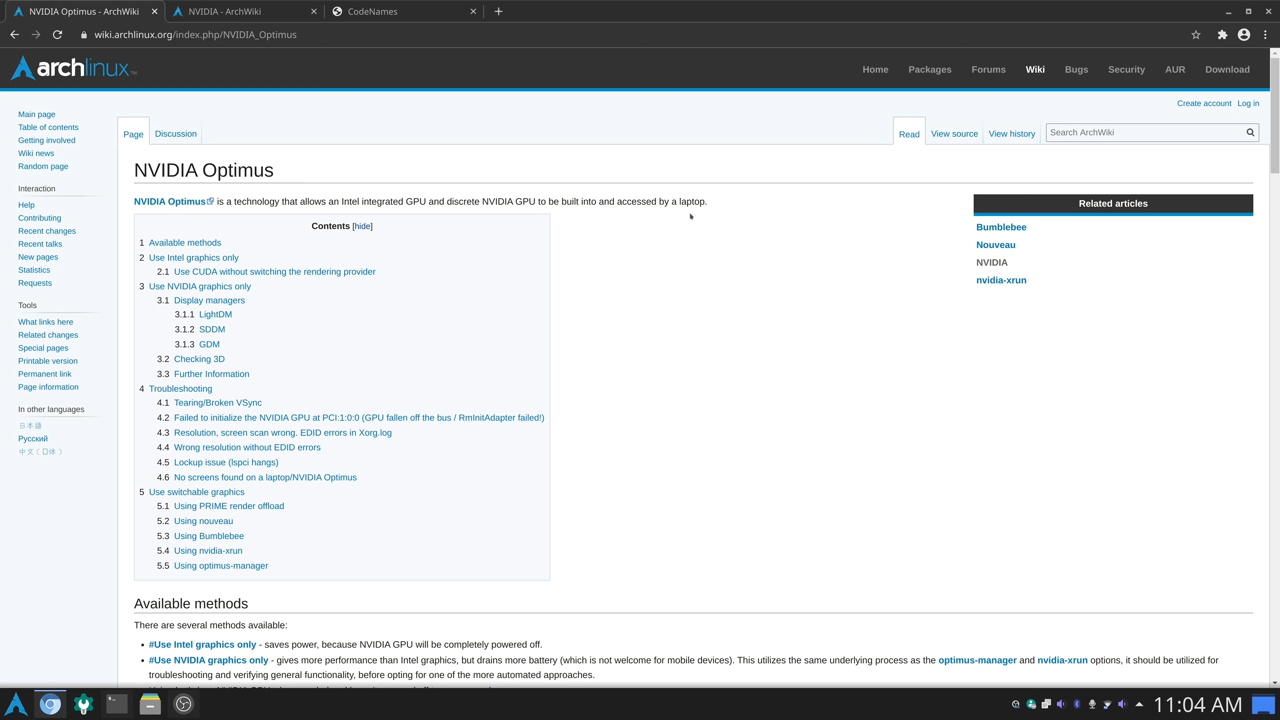 NVIDIA Optimus - ArchWiki
NVIDIA - ArchWiki
CodeNames
wiki.archlinux.org/index.php/NVIDIA_Optimus
archlinux
Home Packages Forums Wiki Bugs Security AUR Download
Create account Log in
Main page
Table of contents
Getting involved
Wiki news
Random page
Interaction
Help
Contributing
Recent changes
Recent talks
New pages
Statistics
Requests
Tools
What links here
Related changes
Special pages
Printable version
Permanent link
Page information
In other languages
日本語
Русский
Page Discussion
Read View source View history Search ArchWiki
NVIDIA Optimus
NVIDIA Optimus is a technology that allows an Intel integrated GPU and discrete NVIDIA GPU to be built into and accessed by a laptop.
Contents [hide]
1 Available methods
2 Use Intel graphics only
2.1 Use CUDA without switching the rendering provider
3 Use NVIDIA graphics only
3.1 Display managers
3.1.1 LightDM
3.1.2 SDDM
3.1.3 GDM
3.2 Checking 3D
3.3 Further Information
4 Troubleshooting
4.1 Tearing/Broken VSync
4.2 Failed to initialize the NVIDIA GPU at PCI:1:0:0 (GPU fallen off the bus / RmInitAdapter failed!)
4.3 Resolution, screen scan wrong. EDID errors in Xorg.log
4.4 Wrong resolution without EDID errors
4.5 Lockup issue (lspci hangs)
4.6 No screens found on a laptop/NVIDIA Optimus
5 Use switchable graphics
5.1 Using PRIME render offload
5.2 Using nouveau
5.3 Using Bumblebee
5.4 Using nvidia-xrun
5.5 Using optimus-manager
Related articles
Bumblebee
Nouveau
NVIDIA
nvidia-xrun
Available methods
There are several methods available:
• #Use Intel graphics only - saves power, because NVIDIA GPU will be completely powered off.
• #Use NVIDIA graphics only - gives more performance than Intel graphics, but drains more battery (which is not welcome for mobile devices). This utilizes the same underlying process as the optimus-manager and nvidia-xrun options, it should be utilized for
troubleshooting and verifying general functionality, before opting for one of the more automated approaches.
11:04 AM